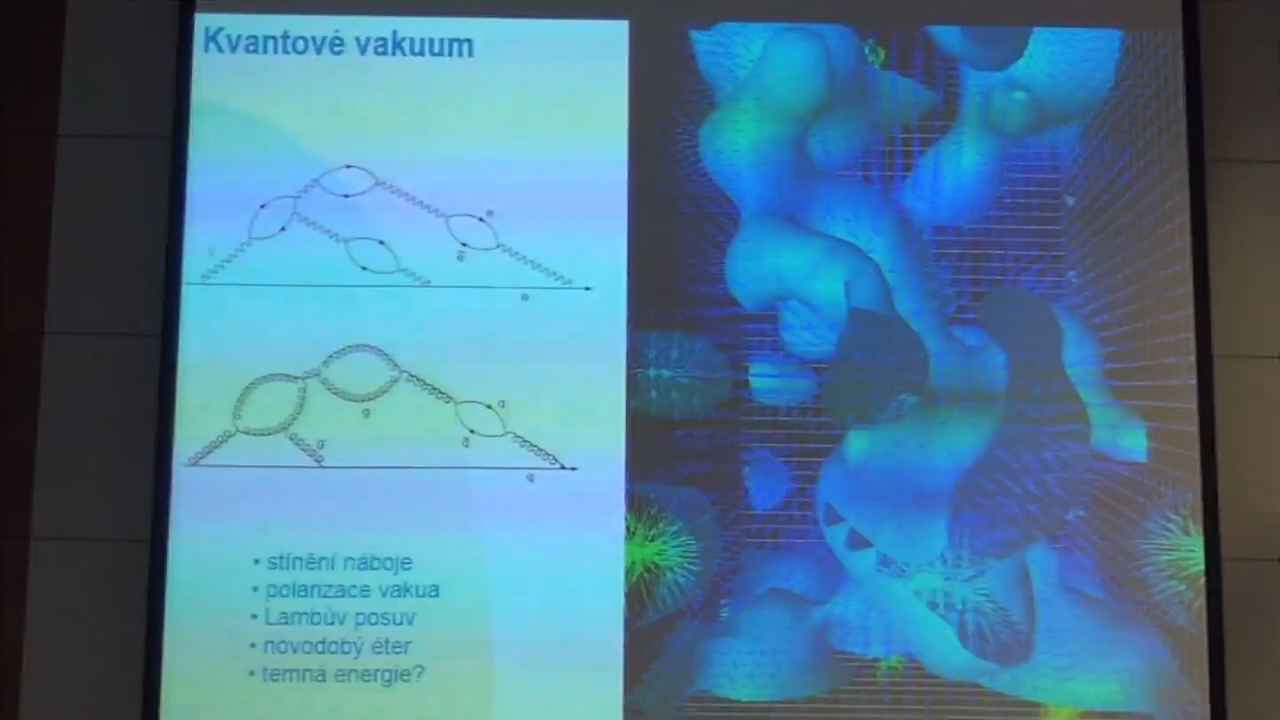 Kvantové vakuum
• stínění náboje
• polarizace vakua
• Lambův posuv
• novodobý éter
• temná energie?